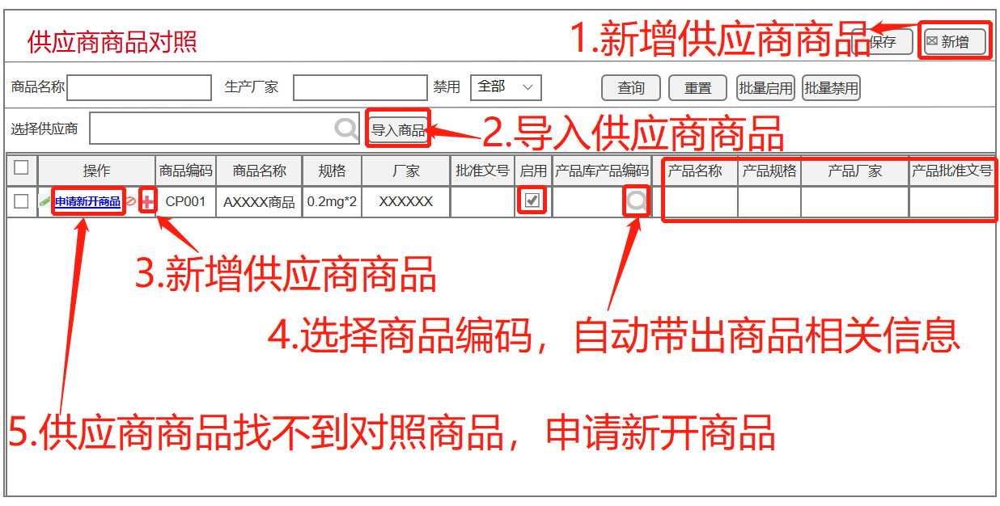 供应商商品对照
1.新增供应商商品
保存
新增
商品名称
生产厂家
禁用
全部
查询
重置
批量启用
批量禁用
选择供应商
导入商品
2.导入供应商商品
操作
商品编码
商品名称
规格
厂家
批准文号
启用
产品库产品编码
产品名称
产品规格
产品厂家
产品批准文号
申请新开商品
CP001
AXXXX商品
0.2mg*2
XXXXXX
3.新增供应商商品
4.选择商品编码，自动带出商品相关信息
5.供应商商品找不到对照商品，申请新开商品